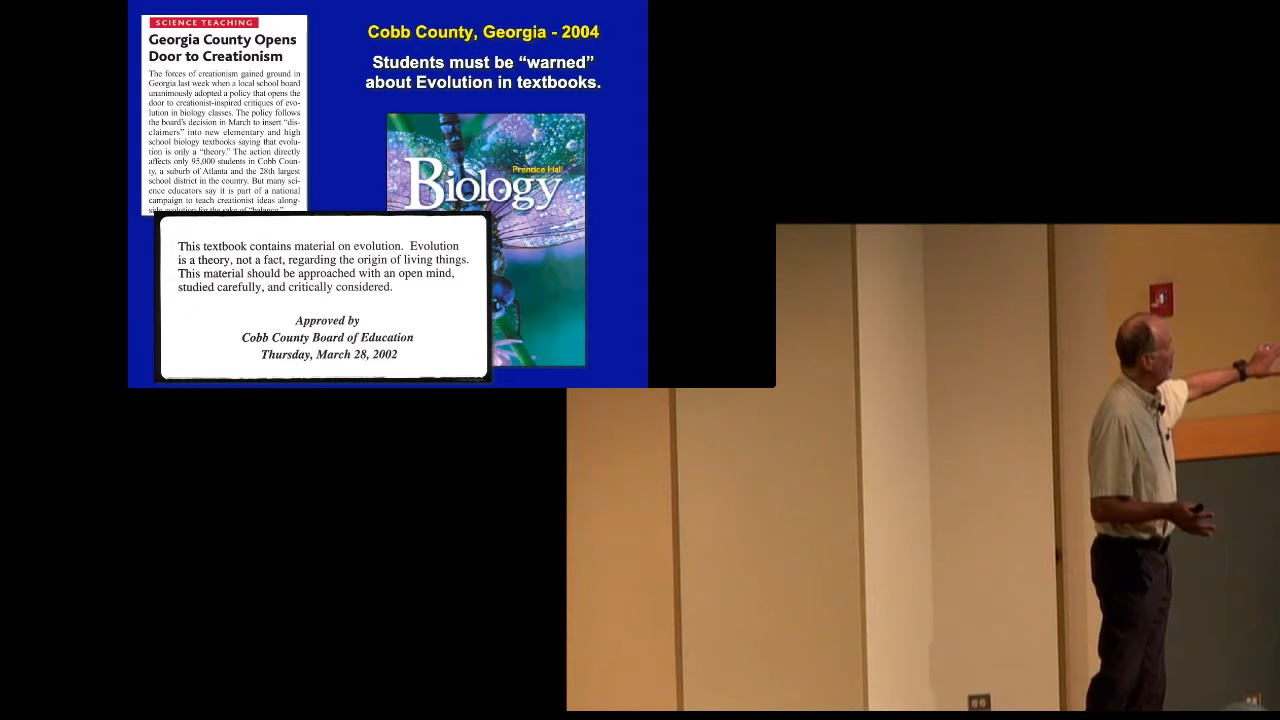 SCIENCE TEACHING
Georgia County Opens
Door to Creationism
The forces of creationism gained ground in
Georgia last week when a local school board
unanimously adopted a policy that opens the
door to creationist-inspired critiques of evo-
lution in biology classes. The policy follows
the board's decision in March to insert “dis-
claimers” into new elementary and high
school biology textbooks saying that evolu-
tion is only a “theory.” The action directly
affects only 95,000 students in Cobb Coun-
ty, a suburb of Atlanta and the 28th largest
school district in the country. But many sci-
ence educators say it is part of a national
campaign to teach creationist ideas along-
side evolution for the sake of “balance.”
Cobb County, Georgia - 2004
Students must be “warned”
about Evolution in textbooks.
Prentice Hall
Biology
This textbook contains material on evolution. Evolution
is a theory, not a fact, regarding the origin of living things.
This material should be approached with an open mind,
studied carefully, and critically considered.
Approved by
Cobb County Board of Education
Thursday, March 28, 2002